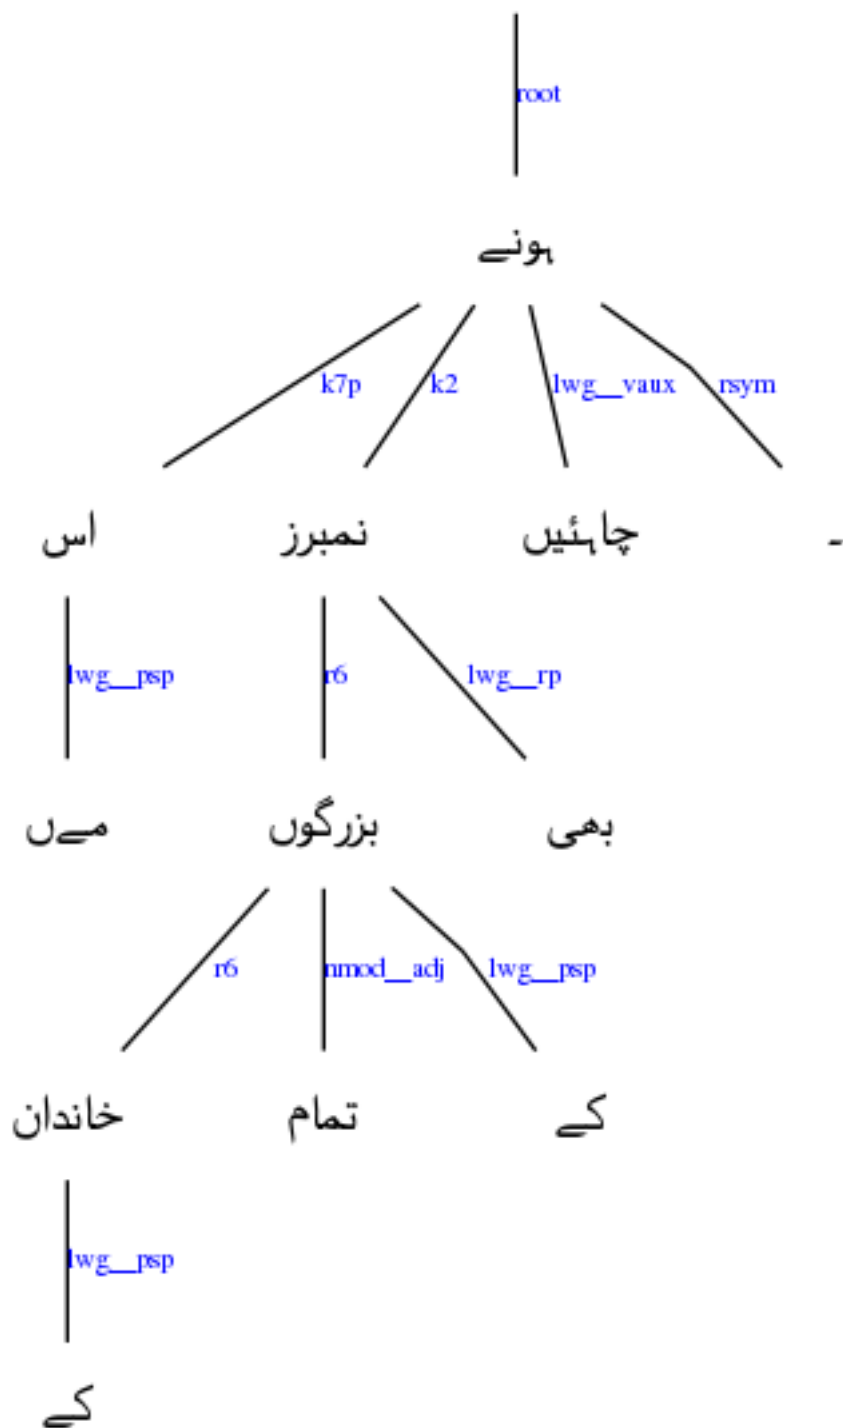 root
ہونے
k7p k2 lwg__vaux rsym
اس نمبرز چاہئیں ۔
lwg__psp r6 lwg__rp
مےں بزرگوں بھی
r6 nmod__adj lwg__psp
خاندان تمام کے
lwg__psp
کے